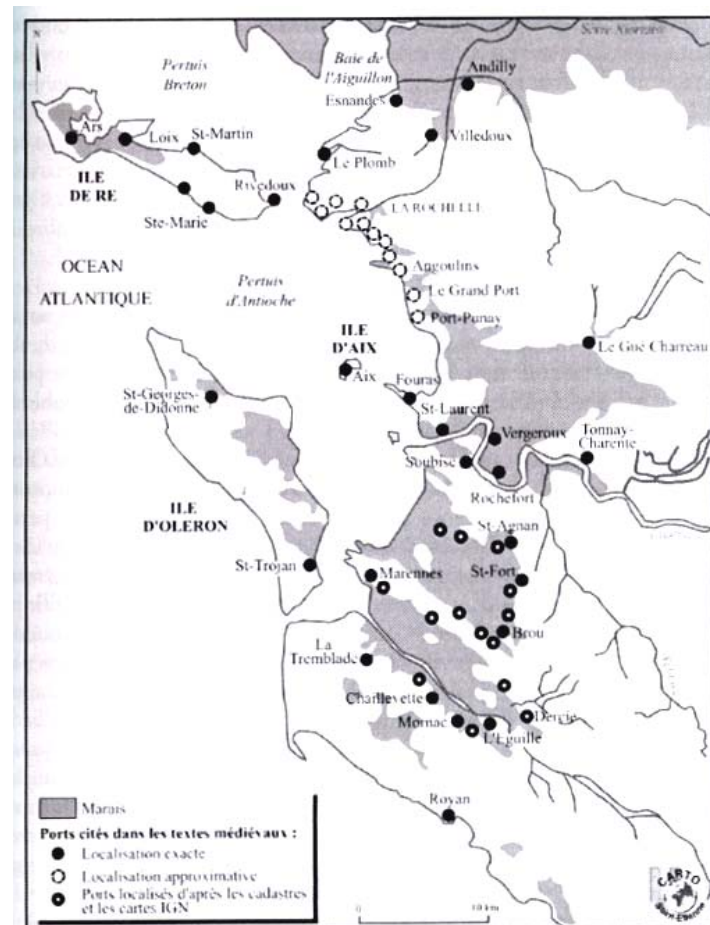 N
Sèvre Niortaise
Pertuis
Breton
Baie de
l'Aiguillon
Andilly
Esnandes
Ars
Loix
St-Martin
Villedoux
Le Plomb
ILE
DE RE
Rivedoux
Ste-Marie
LA ROCHELLE
OCEAN
ATLANTIQUE
Pertuis
d'Antioche
Angoulins
Le Grand Port
Port-Punay
ILE
D'AIX
Le Gué Charreau
Aix
Fouras
St-Georges-
de-Didonne
St-Laurent
Vergeroux
Tonnay-
Charente
Soubise
Rochefort
ILE
D'OLERON
St-Agnan
St-Trojan
Marennes
St-Fort
Brou
La
Tremblade
Chaillevette
Mornac
L'Eguille
Dercie
Royan
Marais
Ports cités dans les textes médiévaux :
Localisation exacte
Localisation approximative
Ports localisés d'après les cadastres
et les cartes IGN
0
10 km
CARTO